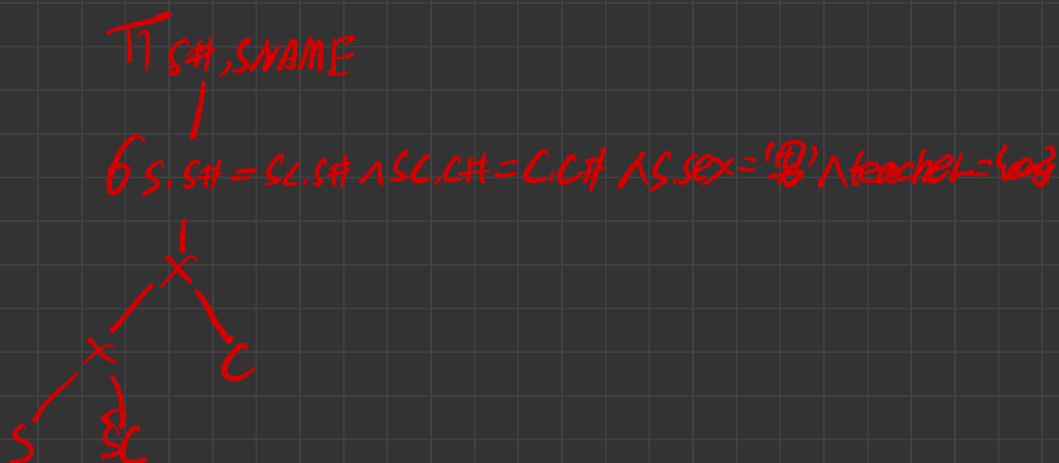 π S#,SNAME
σ S.S# = SC.S# ∧ SC.C# = C.C# ∧ S.sex = '男' ∧ teacher =
×
× C
S SC